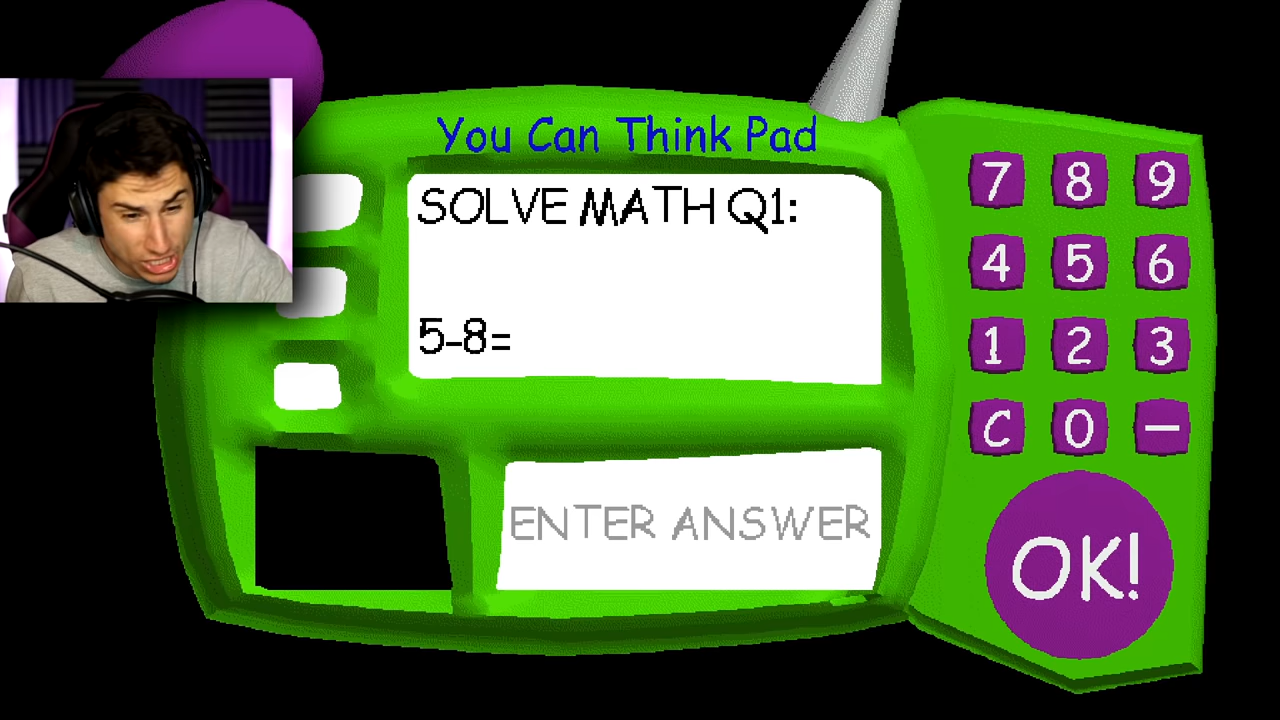 You Can Think Pad
SOLVE MATH Q1:
5-8=
ENTER ANSWER
7 8 9
4 5 6
1 2 3
C 0 −
OK!